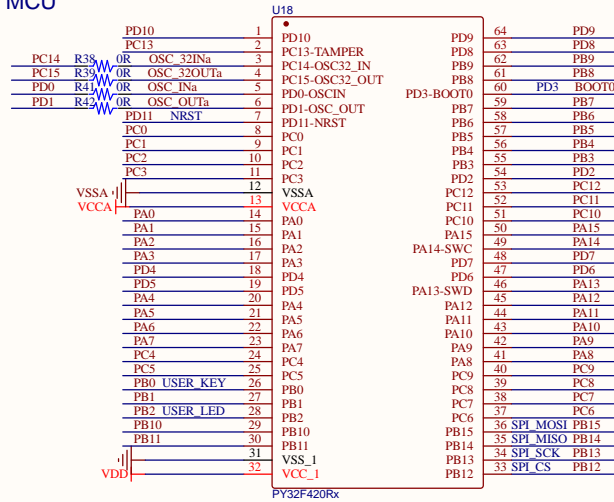 MCU
U18
PD10 1 PD10 PD9 64 PD9
PC13 2 PC13-TAMPER PD8 63 PD8
PC14 R38 0R OSC_32INa 3 PC14-OSC32_IN PB9 62 PB9
PC15 R39 0R OSC_32OUTa 4 PC15-OSC32_OUT PB8 61 PB8
PD0 R41 0R OSC_INa 5 PD0-OSCIN PD3-BOOT0 60 PD3 BOOT0
PD1 R42 0R OSC_OUTa 6 PD1-OSC_OUT PB7 59 PB7
PD11 NRST 7 PD11-NRST PB6 58 PB6
PC0 8 PC0 PB5 57 PB5
PC1 9 PC1 PB4 56 PB4
PC2 10 PC2 PB3 55 PB3
PC3 11 PC3 PD2 54 PD2
VSSA 12 VSSA PC12 53 PC12
VCCA 13 VCCA PC11 52 PC11
PA0 14 PA0 PC10 51 PC10
PA1 15 PA1 PA15 50 PA15
PA2 16 PA2 PA14-SWC 49 PA14
PA3 17 PA3 PD7 48 PD7
PD4 18 PD4 PD6 47 PD6
PD5 19 PD5 PA13-SWD 46 PA13
PA4 20 PA4 PA12 45 PA12
PA5 21 PA5 PA11 44 PA11
PA6 22 PA6 PA10 43 PA10
PA7 23 PA7 PA9 42 PA9
PC4 24 PC4 PA8 41 PA8
PC5 25 PC5 PC9 40 PC9
PB0 USER_KEY 26 PB0 PC8 39 PC8
PB1 27 PB1 PC7 38 PC7
PB2 USER_LED 28 PB2 PC6 37 PC6
PB10 29 PB10 PB15 36 SPI_MOSI PB15
PB11 30 PB11 PB14 35 SPI_MISO PB14
31 VSS_1 PB13 34 SPI_SCK PB13
VDD 32 VCC_1 PB12 33 SPI_CS PB12
PY32F420Rx